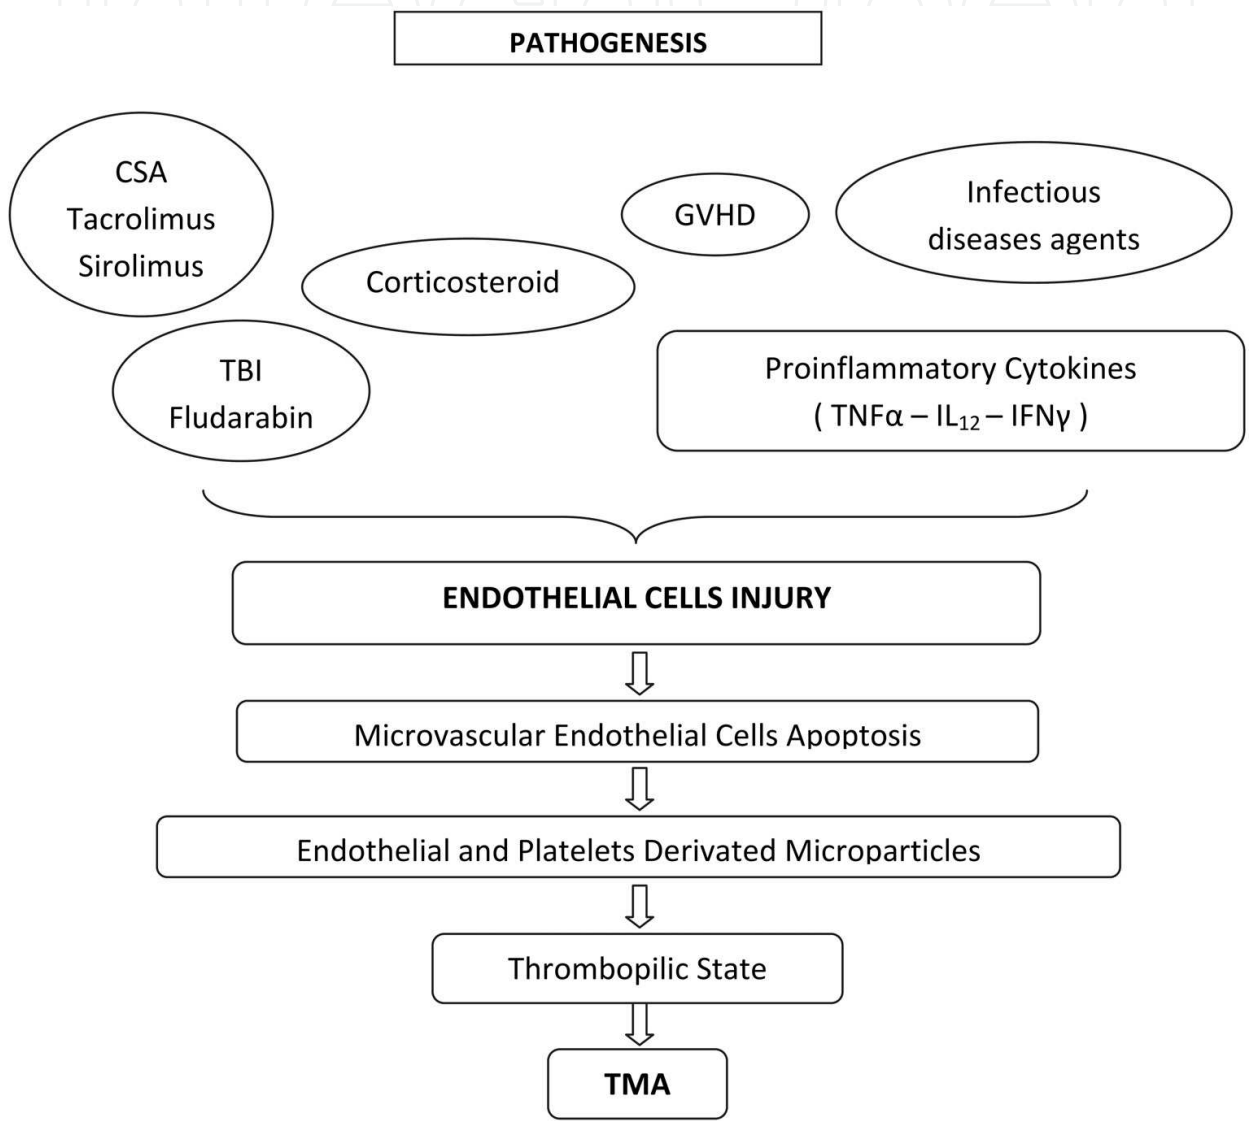 PATHOGENESIS
CSA
Tacrolimus
Sirolimus
Corticosteroid
GVHD
Infectious
diseases agents
TBI
Fludarabin
Proinflammatory Cytokines
( TNFα – IL₁₂ – IFNγ )
ENDOTHELIAL CELLS INJURY
Microvascular Endothelial Cells Apoptosis
Endothelial and Platelets Derivated Microparticles
Thrombopilic State
TMA